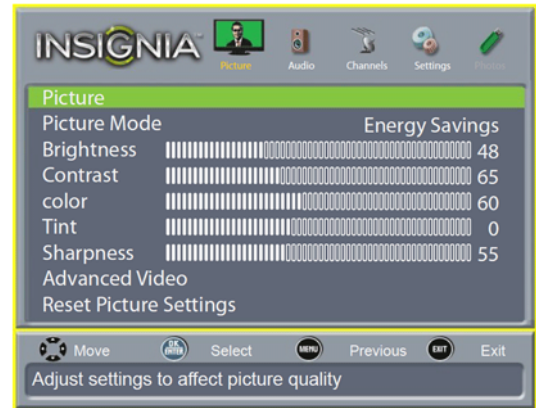 INSIGNIA
Picture Audio Channels Settings Photos
Picture
Picture Mode Energy Savings
Brightness 48
Contrast 65
color 60
Tint 0
Sharpness 55
Advanced Video
Reset Picture Settings
Move OK ENTER Select MENU Previous EXIT Exit
Adjust settings to affect picture quality